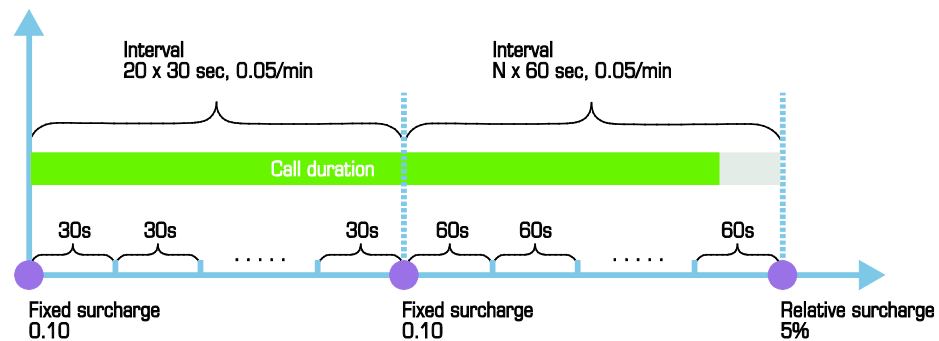 Interval
20 x 30 sec, 0.05/min
Interval
N x 60 sec, 0.05/min
Call duration
30s
30s
.....
30s
60s
60s
.....
60s
Fixed surcharge
0.10
Fixed surcharge
0.10
Relative surcharge
5%